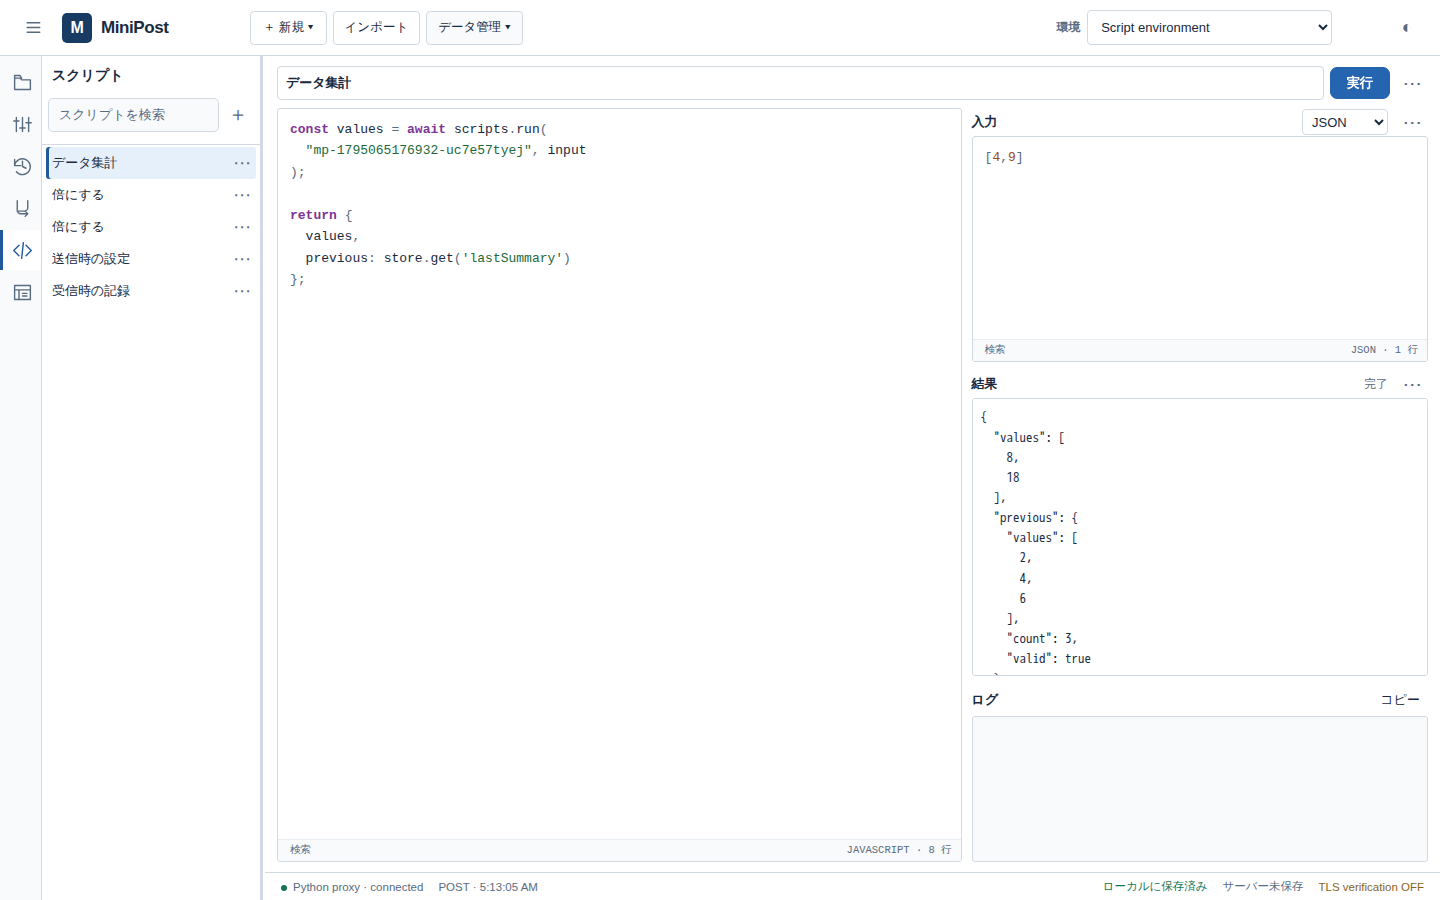 M MiniPost
＋ 新規 ▾
インポート
データ管理 ▾
環境
Script environment
スクリプト
スクリプトを検索
＋
データ集計 ···
倍にする ···
倍にする ···
送信時の設定 ···
受信時の記録 ···
データ集計
実行
···
const values = await scripts.run(
"mp-1795065176932-uc7e57tyej", input
);
return {
values,
previous: store.get('lastSummary')
};
検索
JAVASCRIPT · 8 行
入力
JSON
···
[4,9]
検索
JSON · 1 行
結果
完了
···
{
"values": [
8,
18
],
"previous": {
"values": [
2,
4,
6
],
"count": 3,
"valid": true
ログ
コピー
Python proxy · connected
POST · 5:13:05 AM
ローカルに保存済み
サーバー未保存
TLS verification OFF